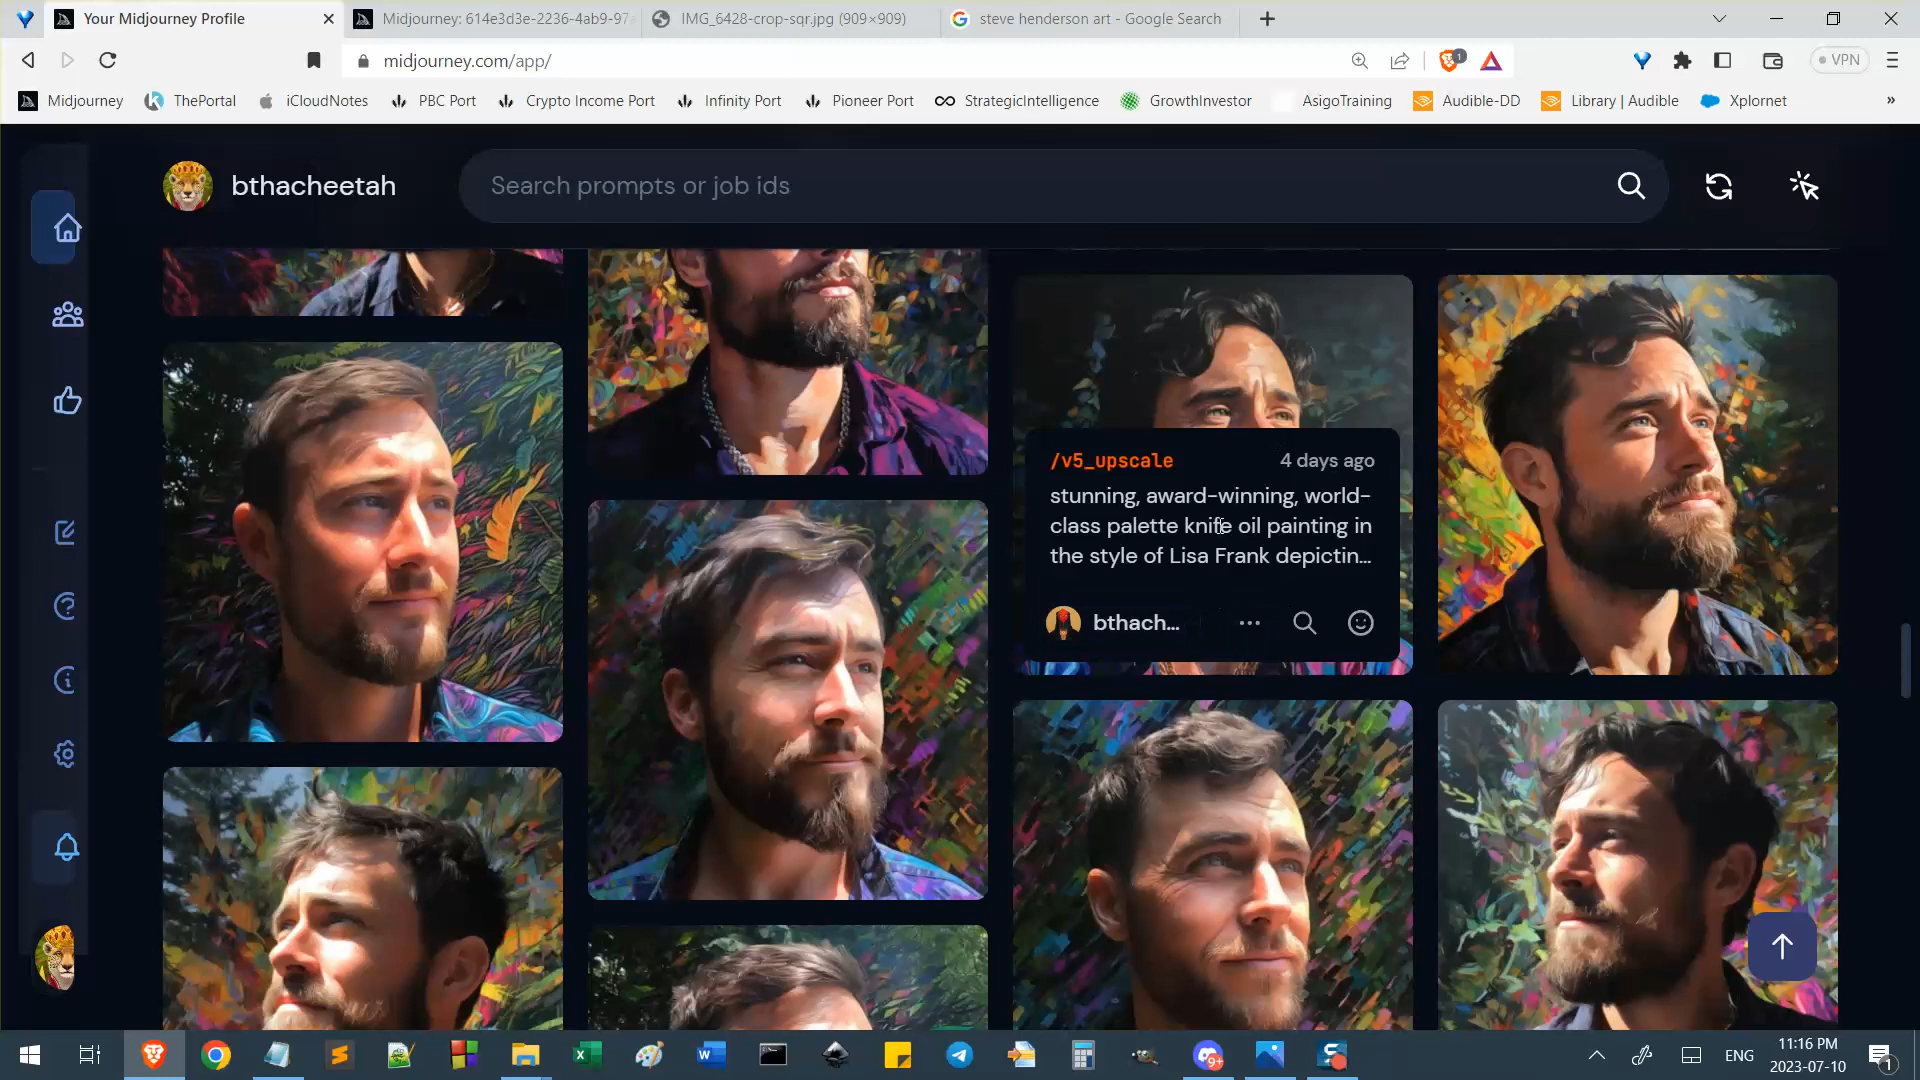 Your Midjourney Profile
Midjourney: 614e3d3e-2236-4ab9-97a
IMG_6428-crop-sqr.jpg (909×909)
steve henderson art - Google Search
midjourney.com/app/
1
VPN
Midjourney
ThePortal
iCloudNotes
PBC Port
Crypto Income Port
Infinity Port
Pioneer Port
StrategicIntelligence
GrowthInvestor
AsigoTraining
Audible-DD
Library | Audible
Xplornet
»
bthacheetah
Search prompts or job ids
/v5_upscale
4 days ago
stunning, award-winning, world-
class palette knife oil painting in
the style of Lisa Frank depictin...
bthach...
9+
ENG
11:16 PM
2023-07-10
1